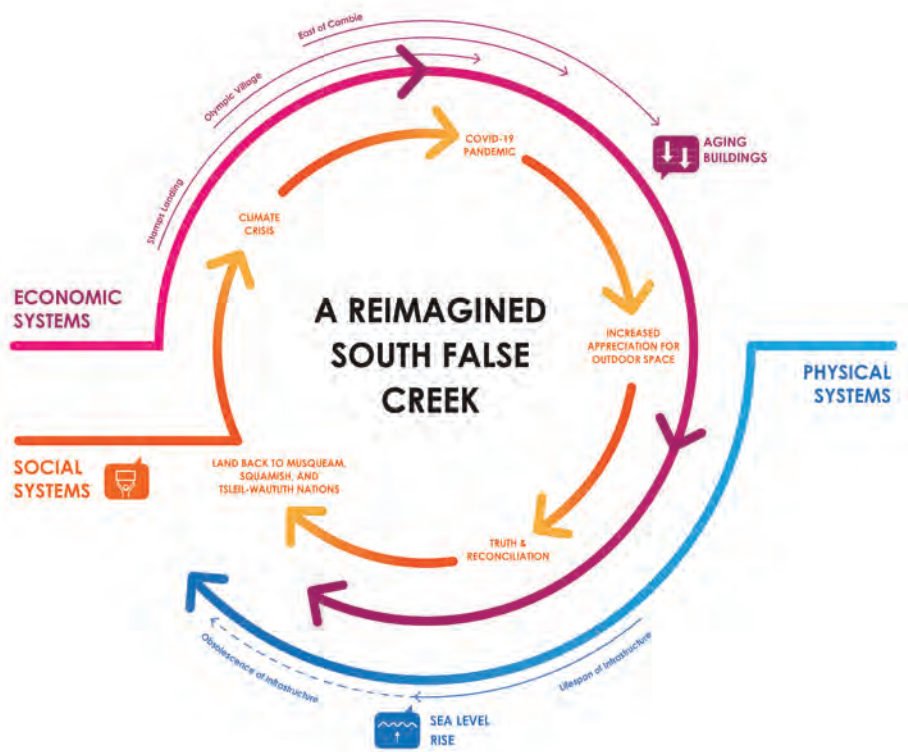 East of Cambie
Olympic Village
Stamps Landing
AGING
BUILDINGS
COVID-19
PANDEMIC
CLIMATE
CRISIS
ECONOMIC
SYSTEMS
A REIMAGINED
SOUTH FALSE
CREEK
INCREASED
APPRECIATION FOR
OUTDOOR SPACE
PHYSICAL
SYSTEMS
SOCIAL
SYSTEMS
LAND BACK TO MUSQUEAM,
SQUAMISH, AND
TSLEIL-WAUTUTH NATIONS
TRUTH &
RECONCILIATION
Obsolescence of Infrastructure
Lifespan of Infrastructure
SEA LEVEL
RISE